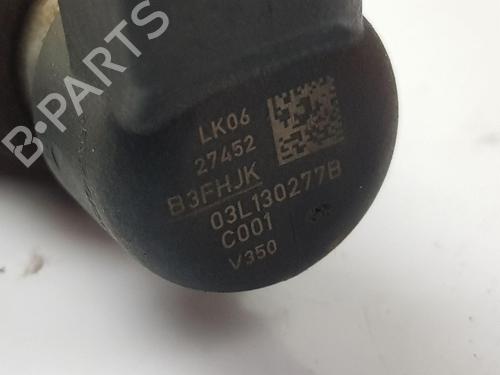 B-PARTS
LK06
27452
B3FHJK
03L130277B
C001
V350